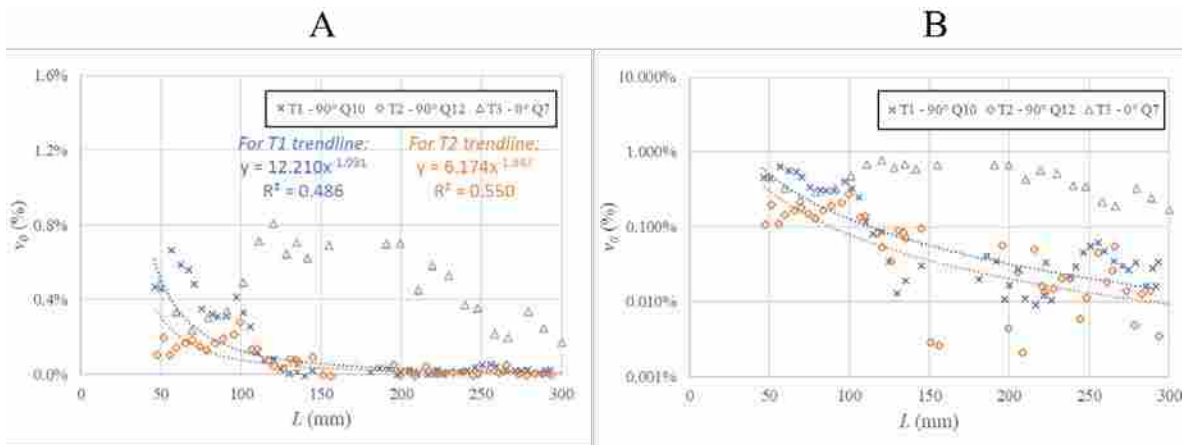 A
B
1.6%
1.2%
0.8%
0.4%
0.0%
0
50
100
150
200
250
300
T1 - 90° Q10 T2 - 90° Q12 T3 - 0° Q7
For T1 trendline: For T2 trendline:
R² = 0.486 R² = 0.550
L (mm)
v₀ (%)
10.000%
1.000%
0.100%
0.010%
0.001%
0
50
100
150
200
250
300
T1 - 90° Q10 T2 - 90° Q12 T3 - 0° Q7
L (mm)
v₀ (%)